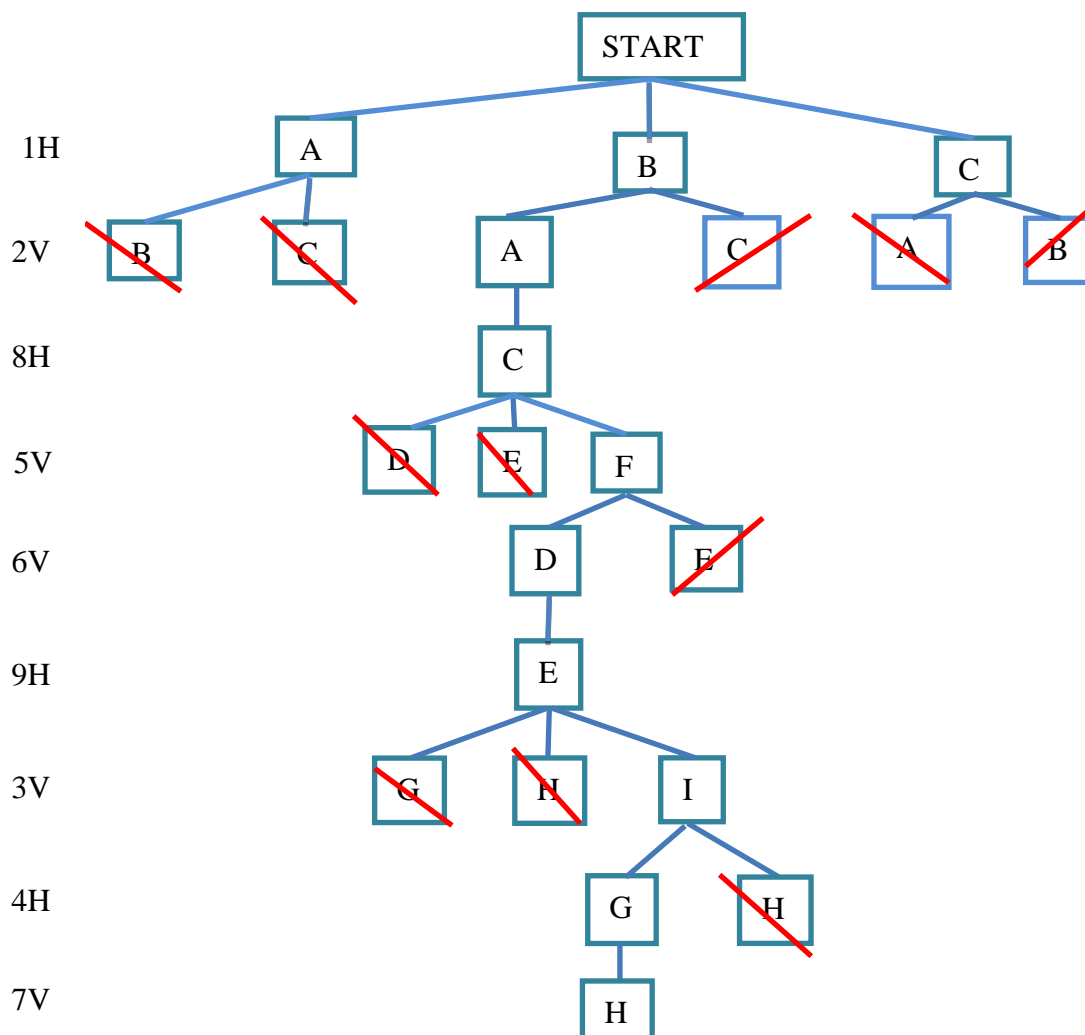 START
1H A B C
2V B C A C A B
8H C
5V D E F
6V D E
9H E
3V G H I
4H G H
7V H